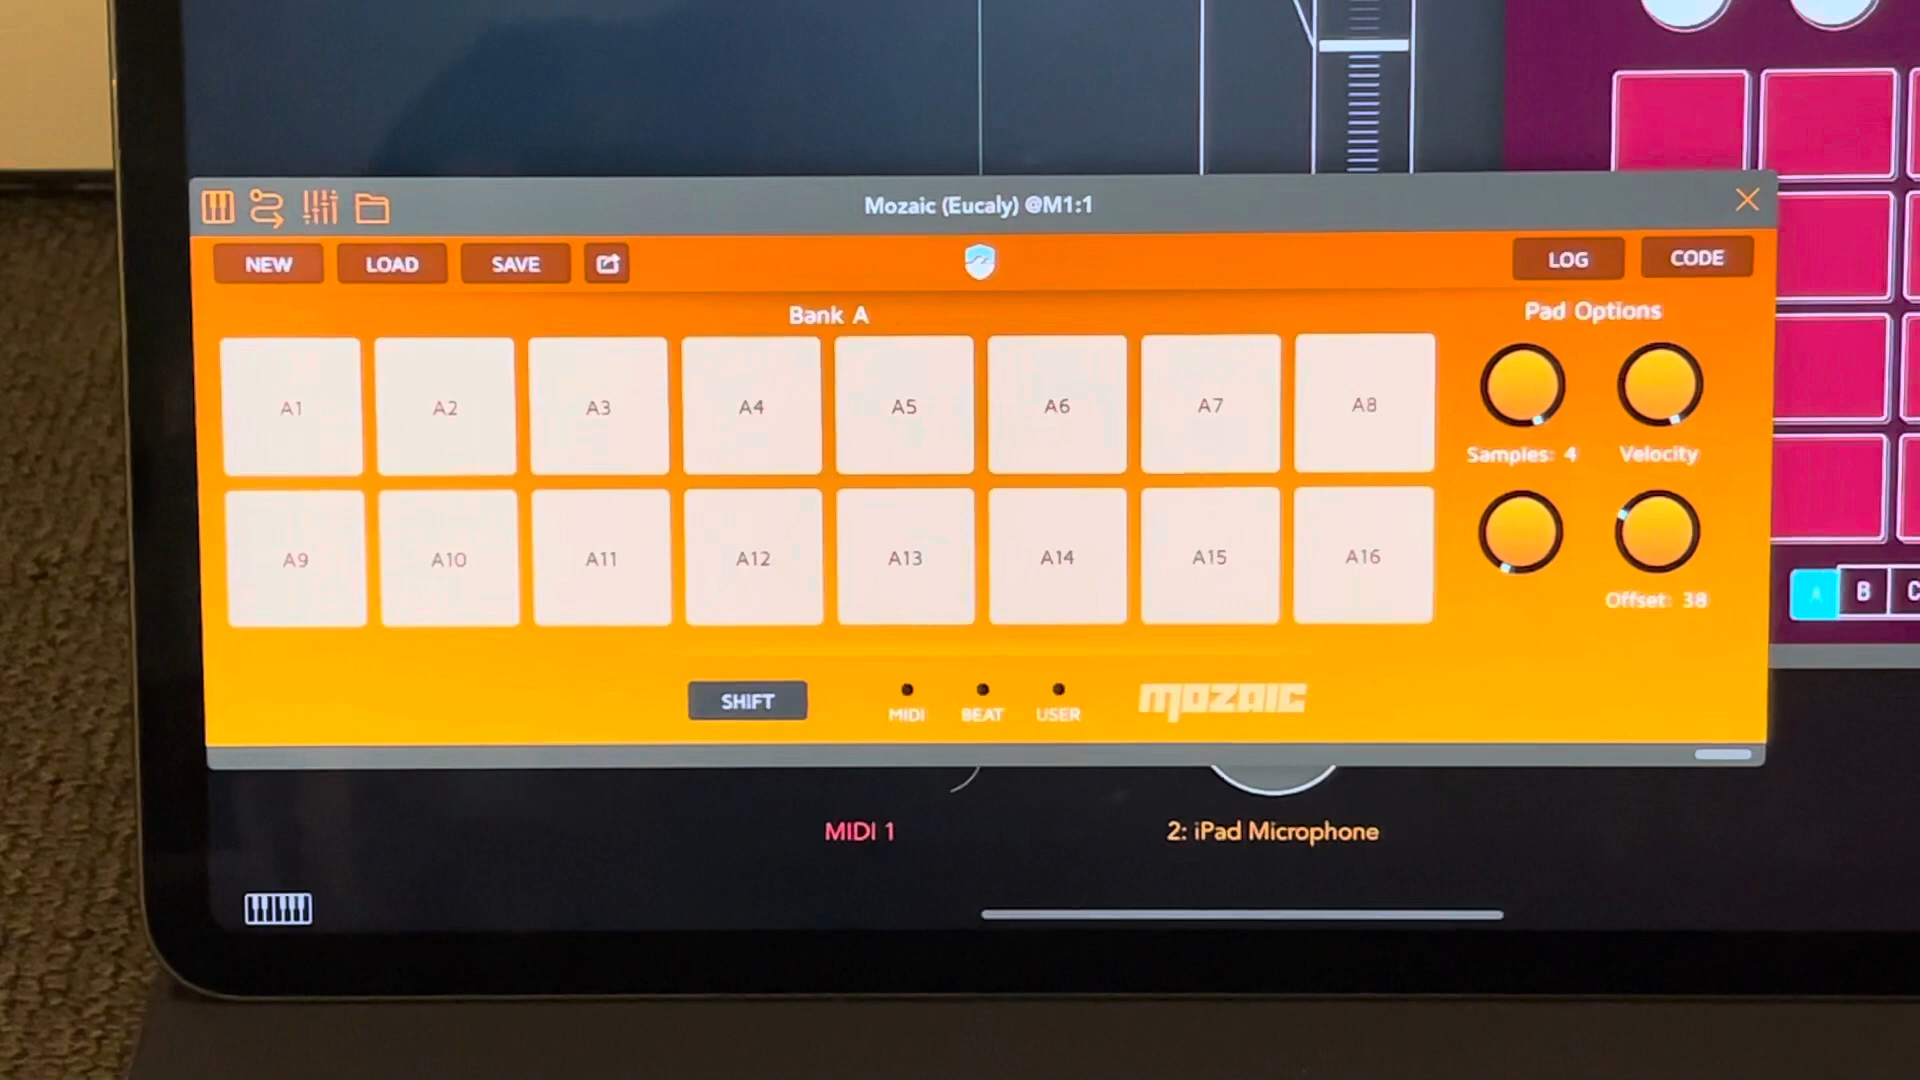 Mozaic (Eucaly) @M1:1
NEW LOAD SAVE LOG CODE
Bank A
Pad Options
A1 A2 A3 A4 A5 A6 A7 A8
Samples: 4 Velocity
A9 A10 A11 A12 A13 A14 A15 A16
Offset: 38
A B C
SHIFT
MIDI BEAT USER
MOZAIC
MIDI 1
2: iPad Microphone